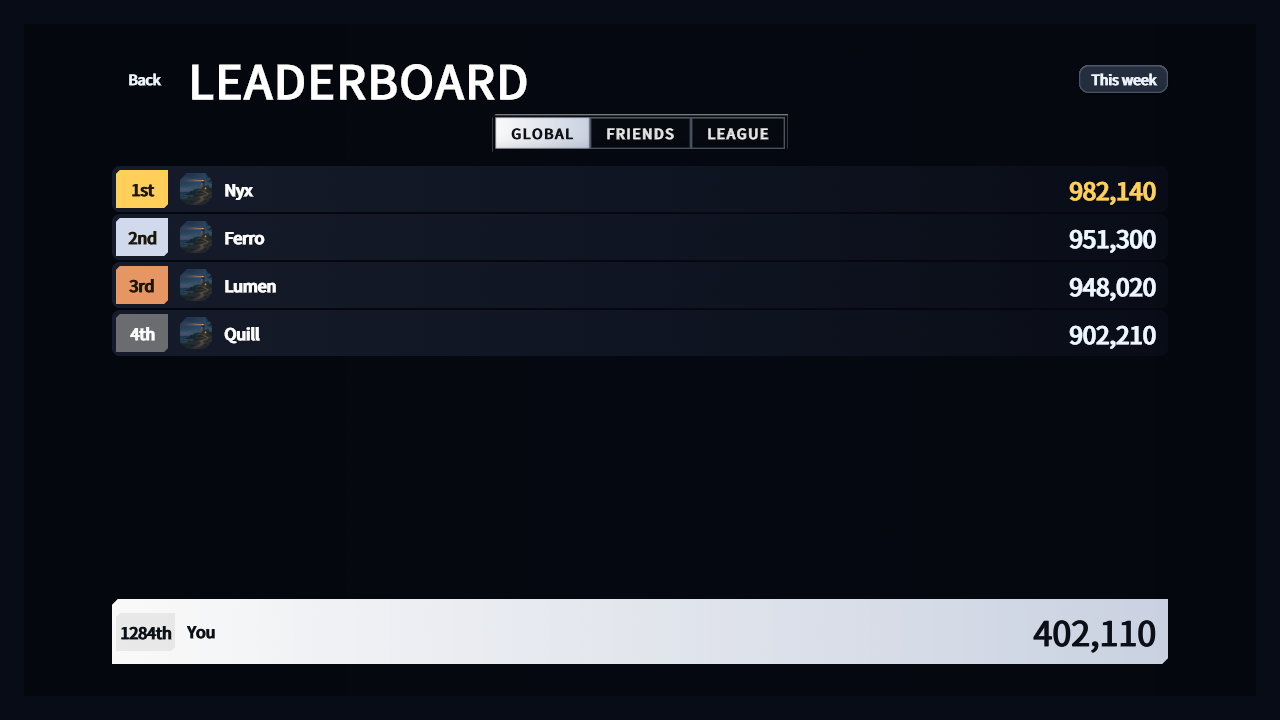 Back
LEADERBOARD
This week
GLOBAL
FRIENDS
LEAGUE
1st Nyx 982,140
2nd Ferro 951,300
3rd Lumen 948,020
4th Quill 902,210
1284th You 402,110